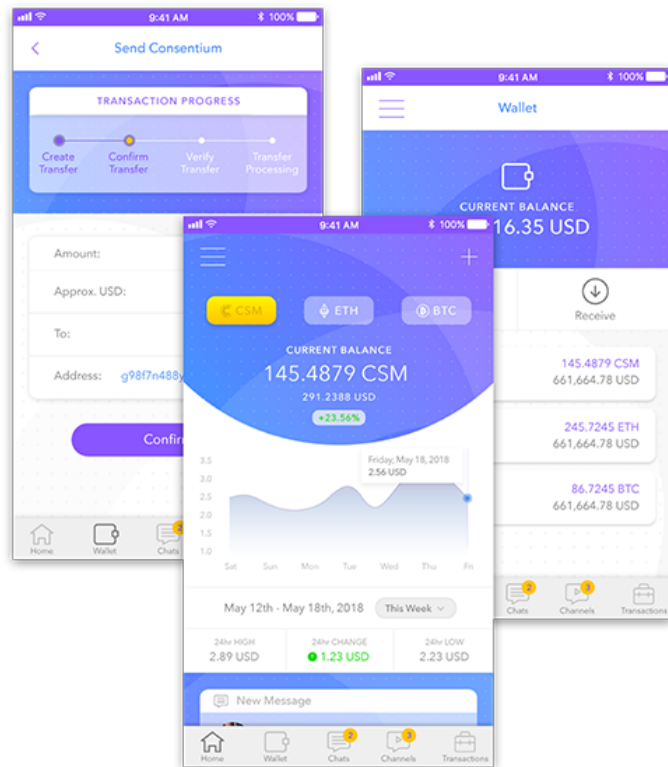 9:41 AM
100%
Send Consentium
TRANSACTION PROGRESS
Create Transfer
Confirm Transfer
Verify Transfer
Transfer Processing
Amount:
Approx. USD:
To:
Address: g98f7n488y
Confir
Home
Wallet
Chats
2
9:41 AM
100%
Wallet
CURRENT BALANCE
16.35 USD
Receive
145.4879 CSM
661,664.78 USD
245.7245 ETH
661,664.78 USD
86.7245 BTC
661,664.78 USD
Chats
2
Channels
3
Transactions
9:41 AM
100%
CSM
ETH
BTC
CURRENT BALANCE
145.4879 CSM
291.2388 USD
+23.56%
Friday, May 18, 2018
2.56 USD
3.5
3.0
2.5
2.0
1.5
1.0
Sat Sun Mon Tue Wed Thu Fri
May 12th - May 18th, 2018
This Week
24hr HIGH
2.89 USD
24hr CHANGE
1.23 USD
24hr LOW
2.23 USD
New Message
Home
Wallet
Chats
2
Channels
3
Transactions